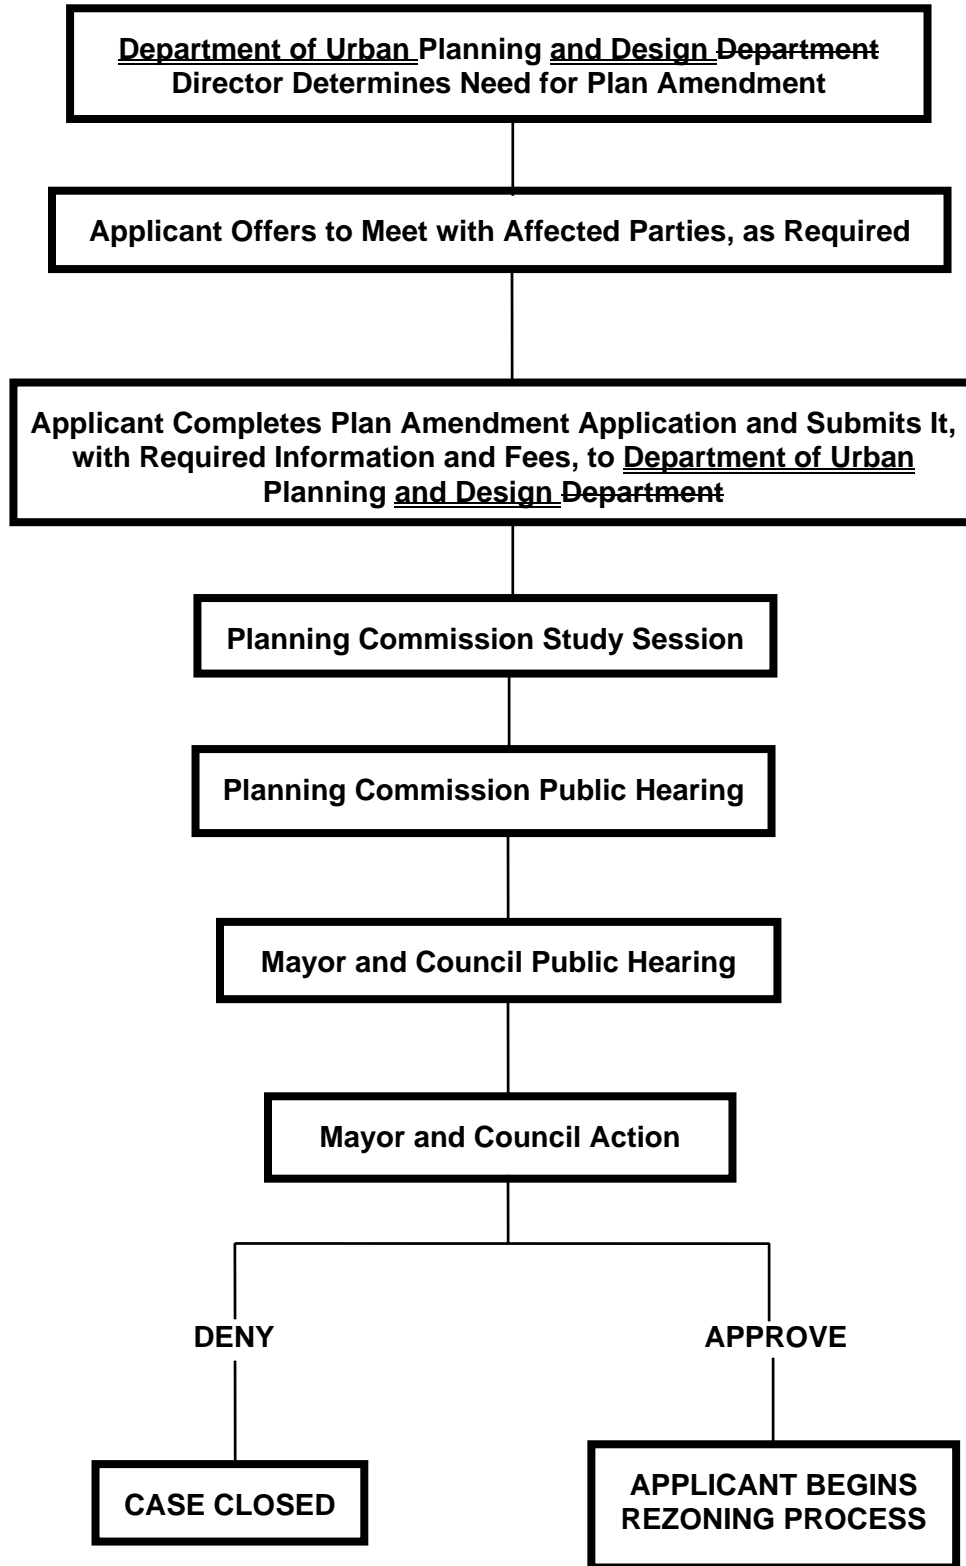 Department of Urban Planning and Design Department
Director Determines Need for Plan Amendment
Applicant Offers to Meet with Affected Parties, as Required
Applicant Completes Plan Amendment Application and Submits It,
with Required Information and Fees, to Department of Urban
Planning and Design Department
Planning Commission Study Session
Planning Commission Public Hearing
Mayor and Council Public Hearing
Mayor and Council Action
DENY
APPROVE
CASE CLOSED
APPLICANT BEGINS
REZONING PROCESS